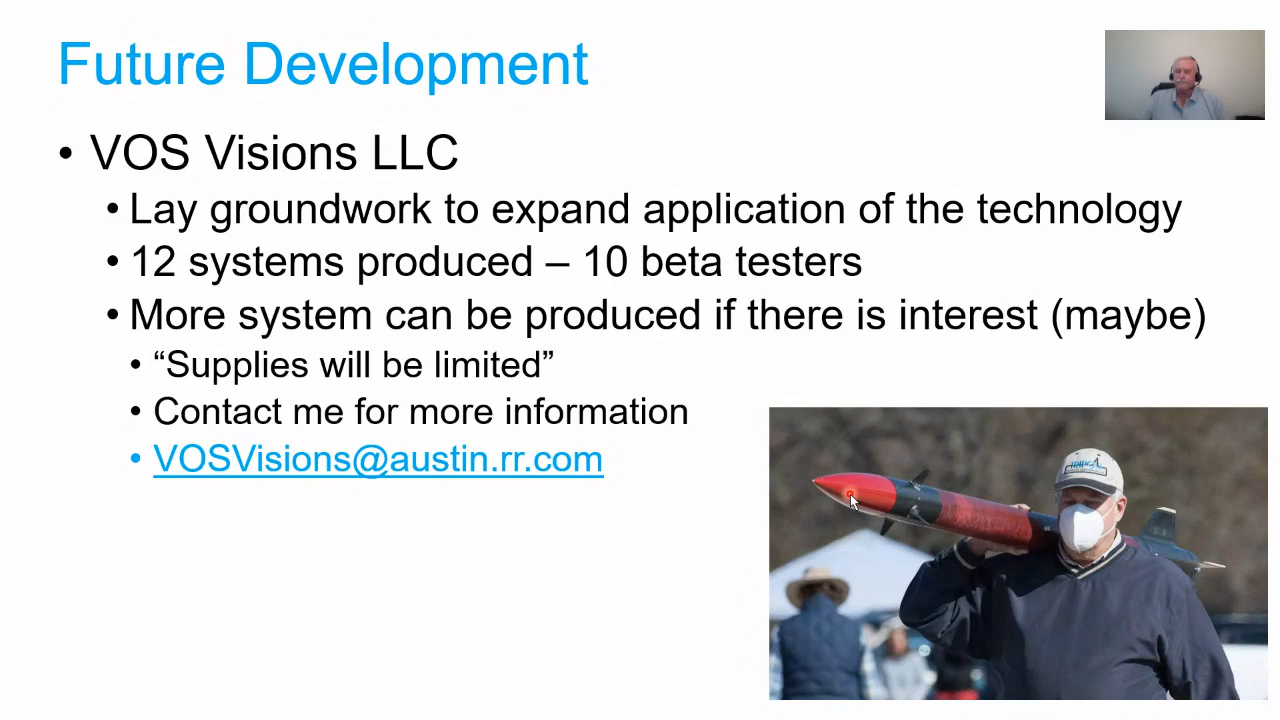 Future Development
• VOS Visions LLC
• Lay groundwork to expand application of the technology
• 12 systems produced – 10 beta testers
• More system can be produced if there is interest (maybe)
• “Supplies will be limited”
• Contact me for more information
• VOSVisions@austin.rr.com